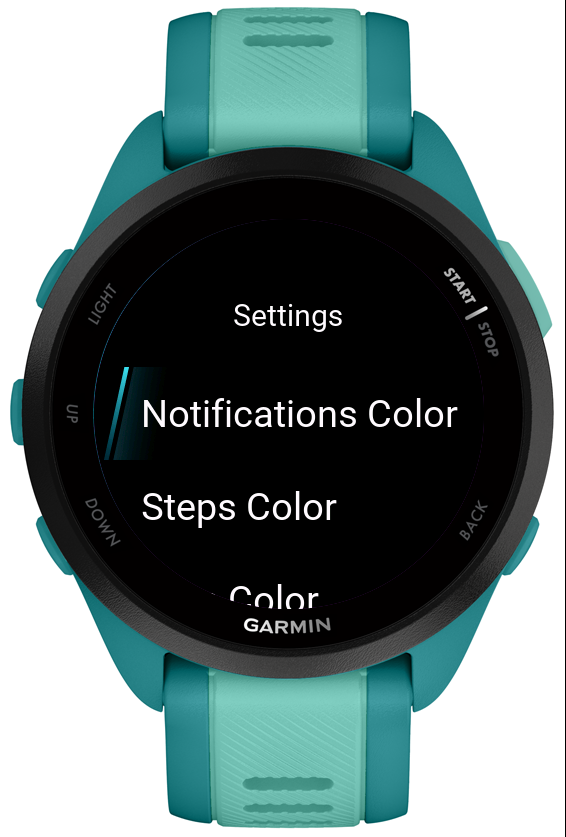 START
STOP
LIGHT
Settings
UP
Notifications Color
Steps Color
DOWN
BACK
Color
GARMIN